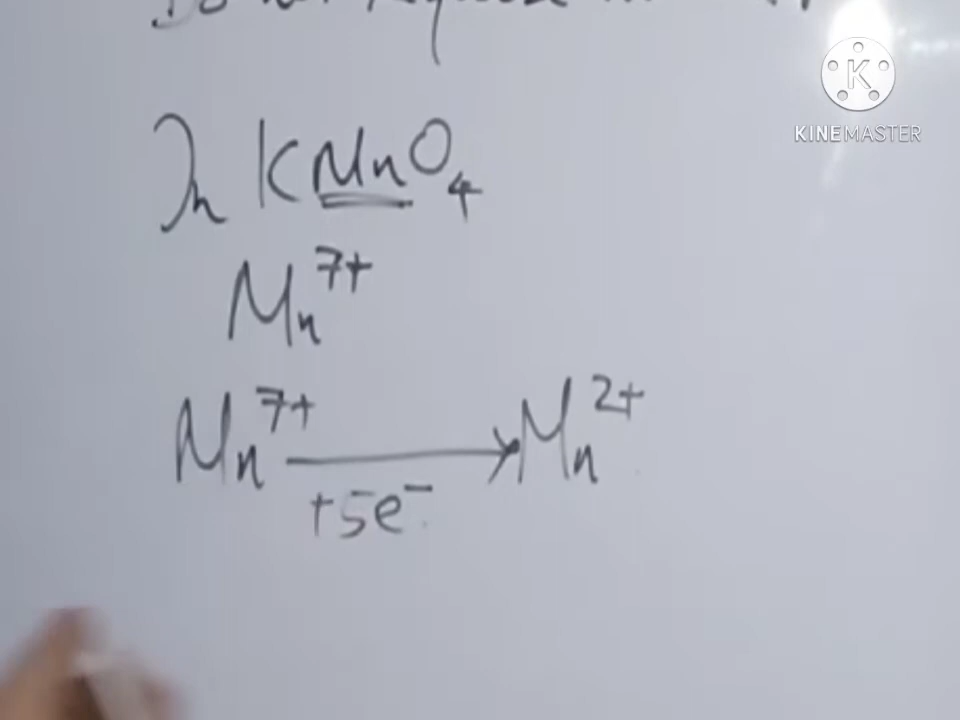 K
KINEMASTER
In KMnO₄
Mn⁷⁺
Mn⁷⁺ → Mn²⁺
+5e⁻